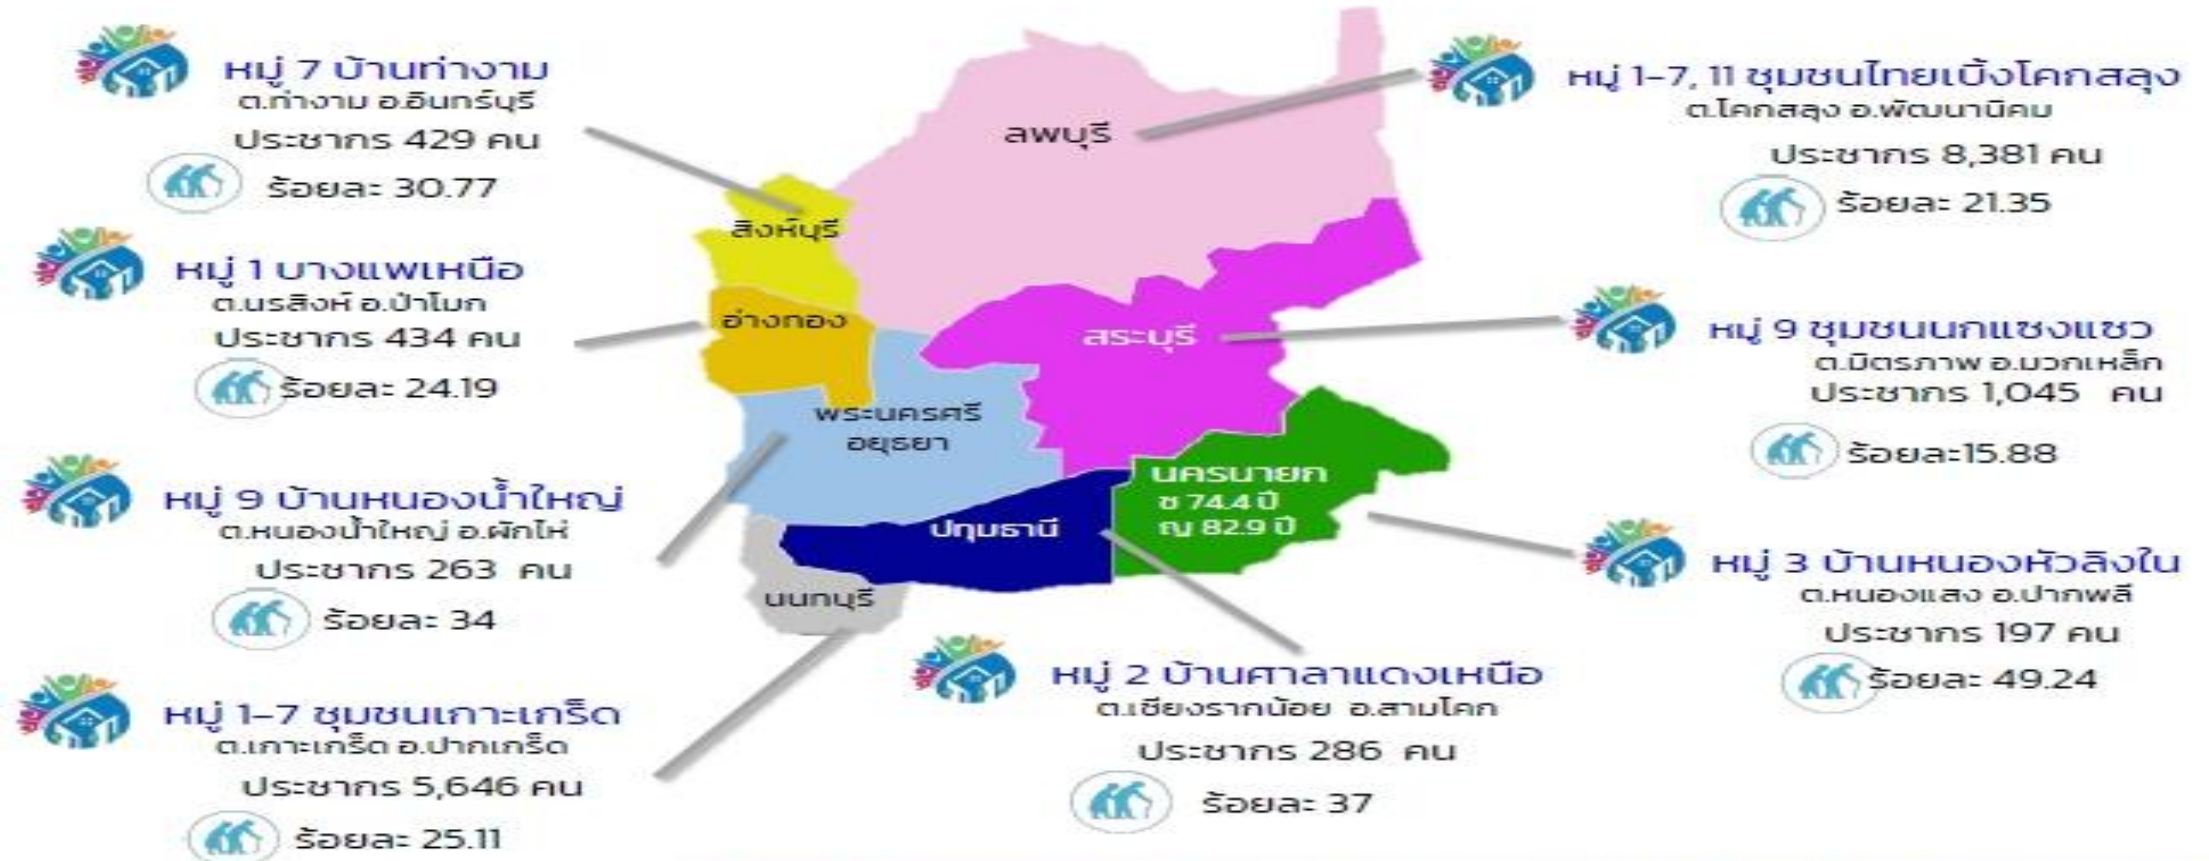 หมู่ 7 บ้านท่างาม
ต.ท่างาม อ.อินทร์บุรี
ประชากร 429 คน
ร้อยละ 30.77
หมู่ 1 บางแพเหนือ
ต.นรสิงห์ อ.ป่าโมก
ประชากร 434 คน
ร้อยละ 24.19
หมู่ 9 บ้านหนองน้ำใหญ่
ต.หนองน้ำใหญ่ อ.ผักไห่
ประชากร 263 คน
ร้อยละ 34
หมู่ 1-7 ชุมชนเกาะเกร็ด
ต.เกาะเกร็ด อ.ปากเกร็ด
ประชากร 5,646 คน
ร้อยละ 25.11
ลพบุรี
สิงห์บุรี
อ่างทอง
สระบุรี
พระนครศรี
อยุธยา
นครนายก
ช 74.4 ปี
ญ 82.9 ปี
ปทุมธานี
นนทบุรี
หมู่ 2 บ้านศาลาแดงเหนือ
ต.เชียงรากน้อย อ.สามโคก
ประชากร 286 คน
ร้อยละ 37
หมู่ 1-7, 11 ชุมชนไทยเบิ้งโคกสลุง
ต.โคกสลุง อ.พัฒนานิคม
ประชากร 8,381 คน
ร้อยละ 21.35
หมู่ 9 ชุมชนนกแซงแซว
ต.มิตรภาพ อ.มวกเหล็ก
ประชากร 1,045 คน
ร้อยละ15.88
หมู่ 3 บ้านหนองหัวลิงใน
ต.หนองแสง อ.ปากพลี
ประชากร 197 คน
ร้อยละ 49.24